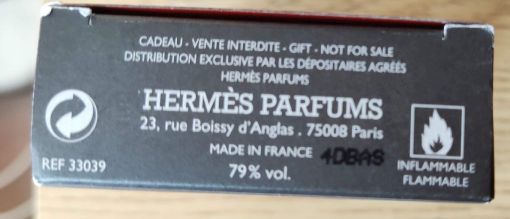 CADEAU - VENTE INTERDITE - GIFT - NOT FOR SALE
DISTRIBUTION EXCLUSIVE PAR LES DÉPOSITAIRES AGRÉÉS
HERMÈS PARFUMS
HERMÈS PARFUMS
23, rue Boissy d'Anglas . 75008 Paris
MADE IN FRANCE 4DBAS
REF 33039
79% vol.
INFLAMMABLE
FLAMMABLE